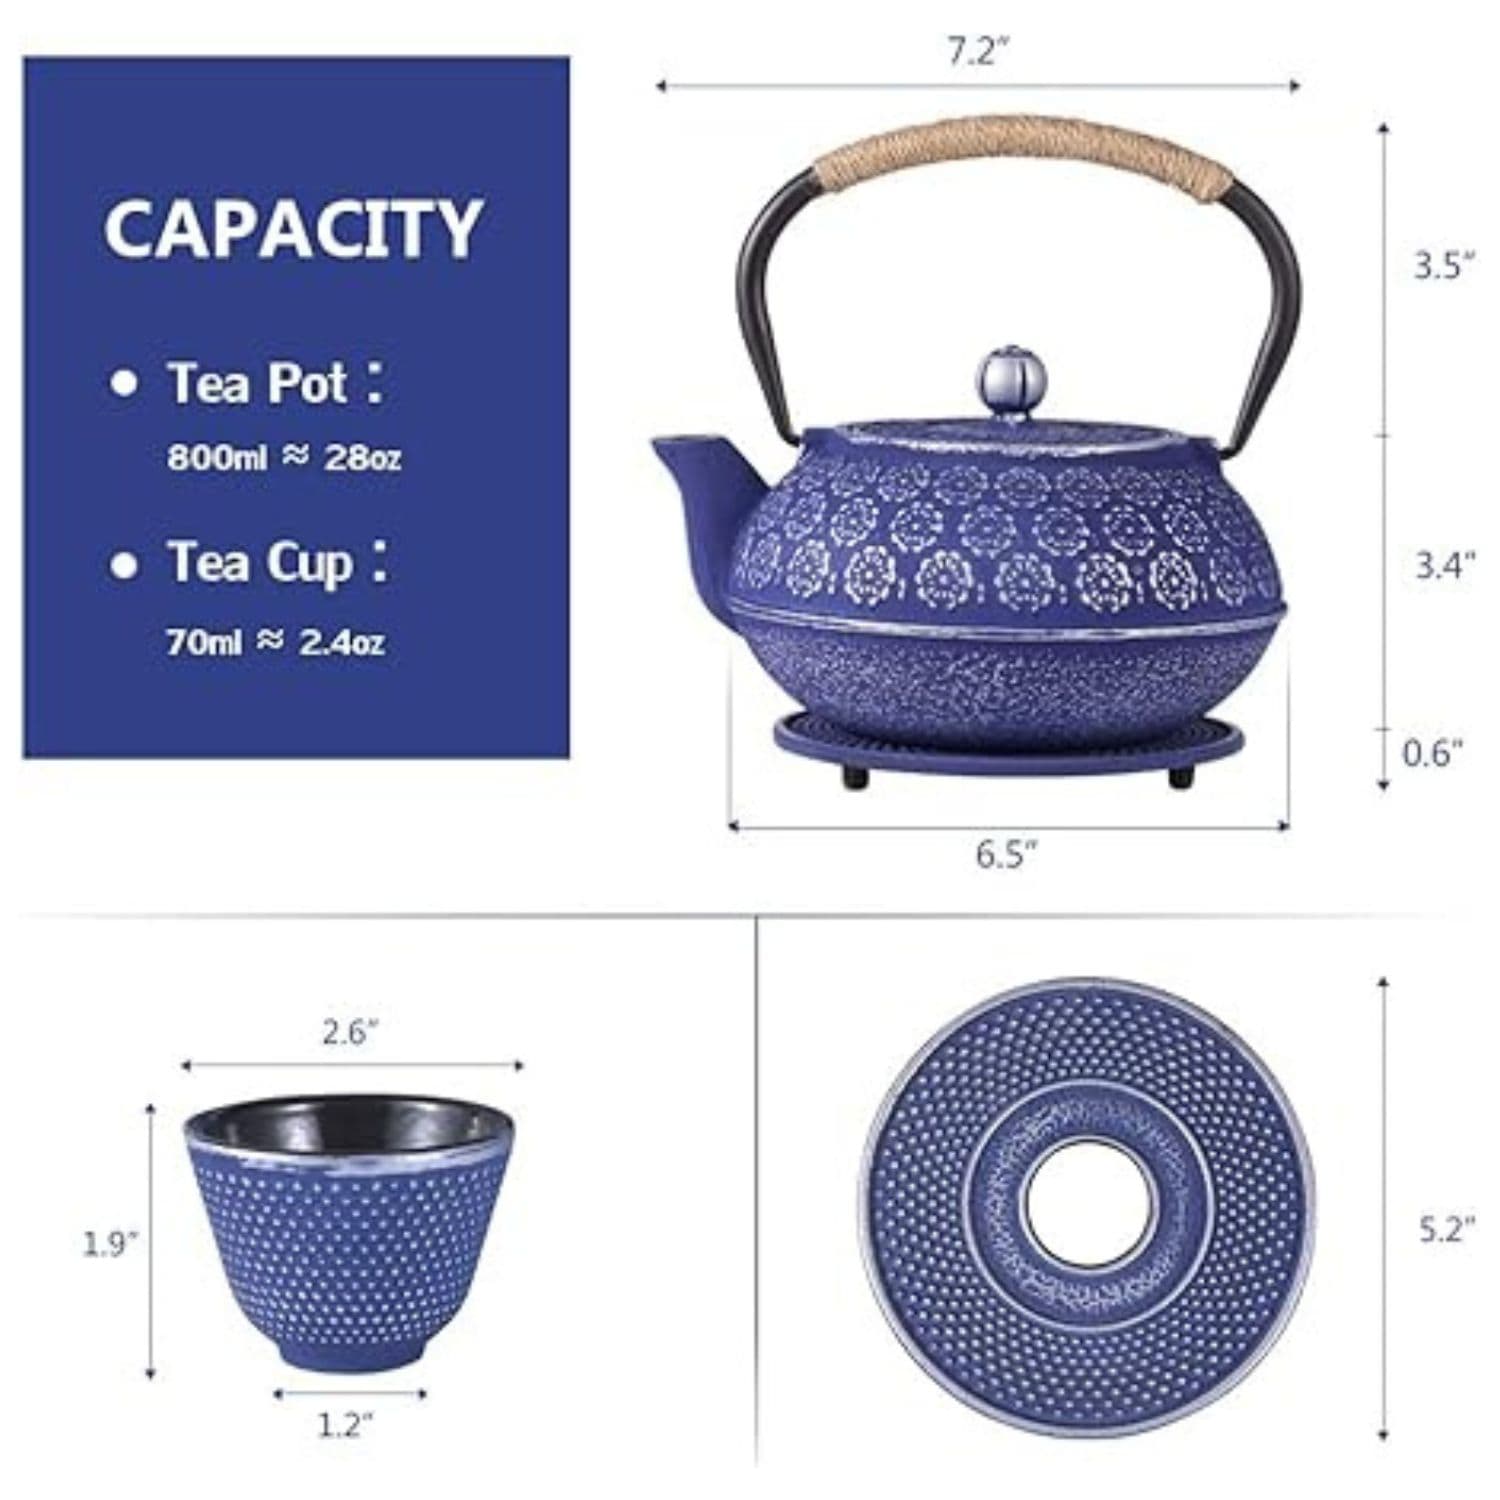 7.2”
CAPACITY
3.5”
Tea Pot：
800ml ≈ 28oz
Tea Cup：
3.4”
70ml ≈ 2.4oz
0.6”
6.5”
2.6”
1.9”
5.2”
1.2”